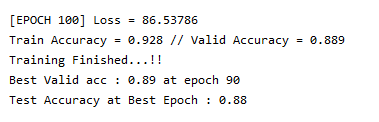 [EPOCH 100] Loss = 86.53786
Train Accuracy = 0.928 // Valid Accuracy = 0.889
Training Finished...!!
Best Valid acc : 0.89 at epoch 90
Test Accuracy at Best Epoch : 0.88